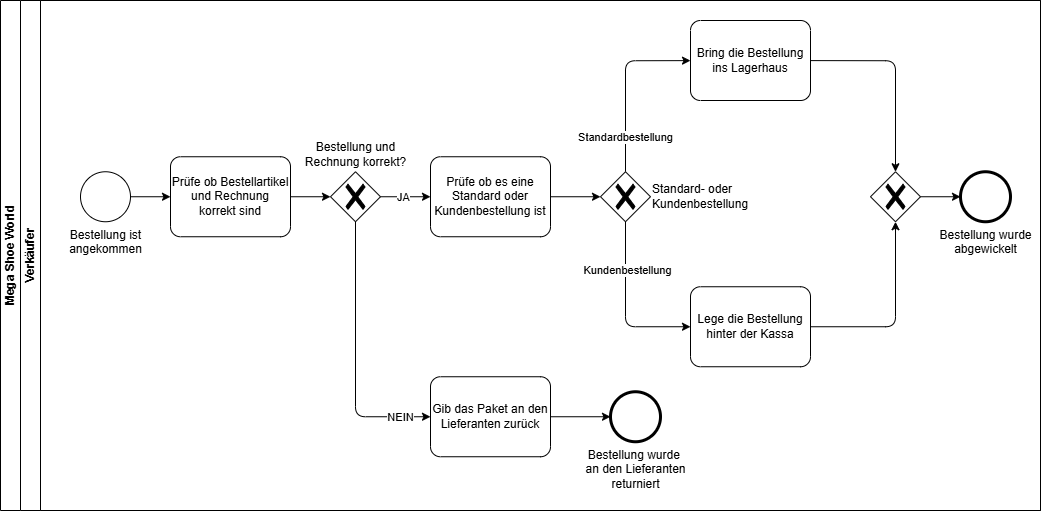 Mega Shoe World
Verkäufer
Bestellung ist
angekommen
Prüfe ob Bestellartikel
und Rechnung
korrekt sind
Bestellung und
Rechnung korrekt?
JA
Prüfe ob es eine
Standard oder
Kundenbestellung ist
Standard- oder
Kundenbestellung
Standardbestellung
Bring die Bestellung
ins Lagerhaus
Kundenbestellung
Lege die Bestellung
hinter der Kassa
Bestellung wurde
abgewickelt
NEIN
Gib das Paket an den
Lieferanten zurück
Bestellung wurde
an den Lieferanten
returniert